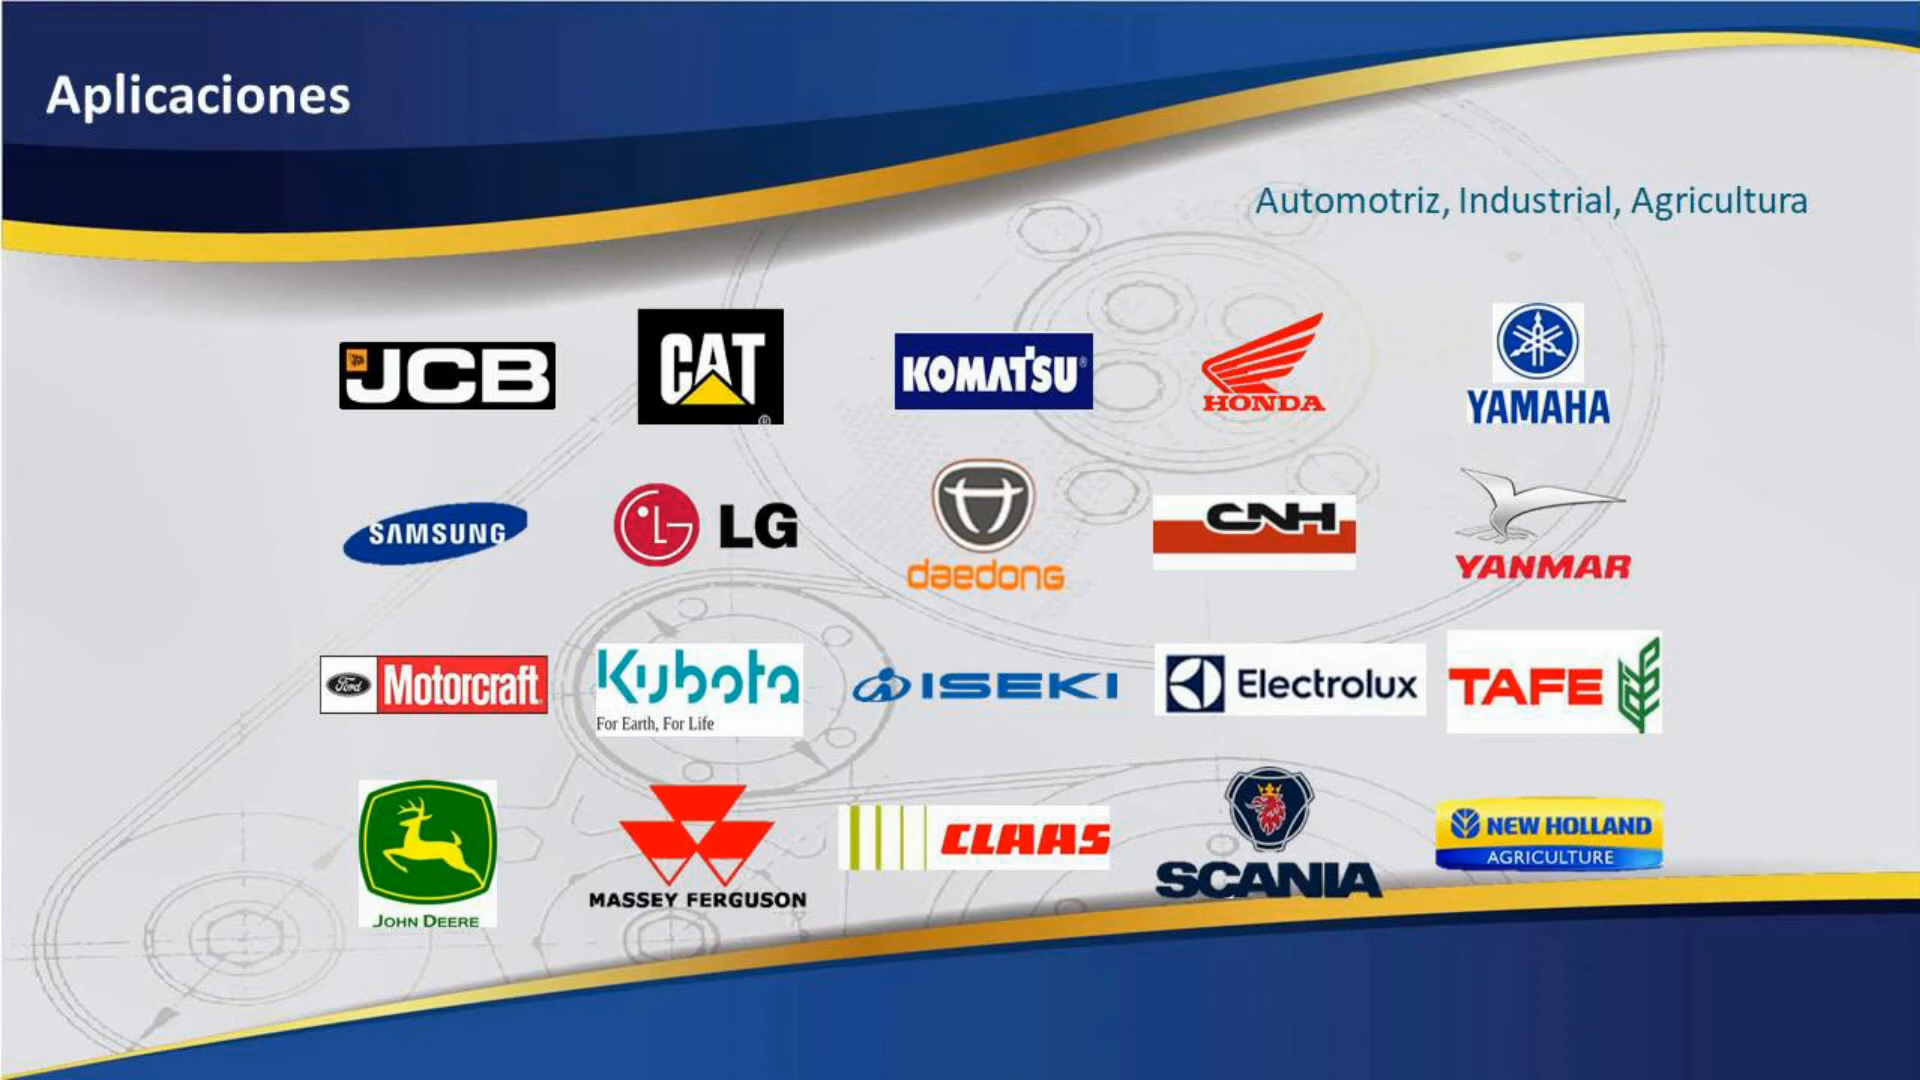 Aplicaciones
Automotriz, Industrial, Agricultura
JCB
JCB
CAT
®
KOMATSU®
HONDA
YAMAHA
SAMSUNG
LG
daedong
CNH
YANMAR
Ford
Motorcraft
Kubota
For Earth, For Life
ISEKI
Electrolux
TAFE
JOHN DEERE
MASSEY FERGUSON
CLAAS
SCANIA
NEW HOLLAND
AGRICULTURE